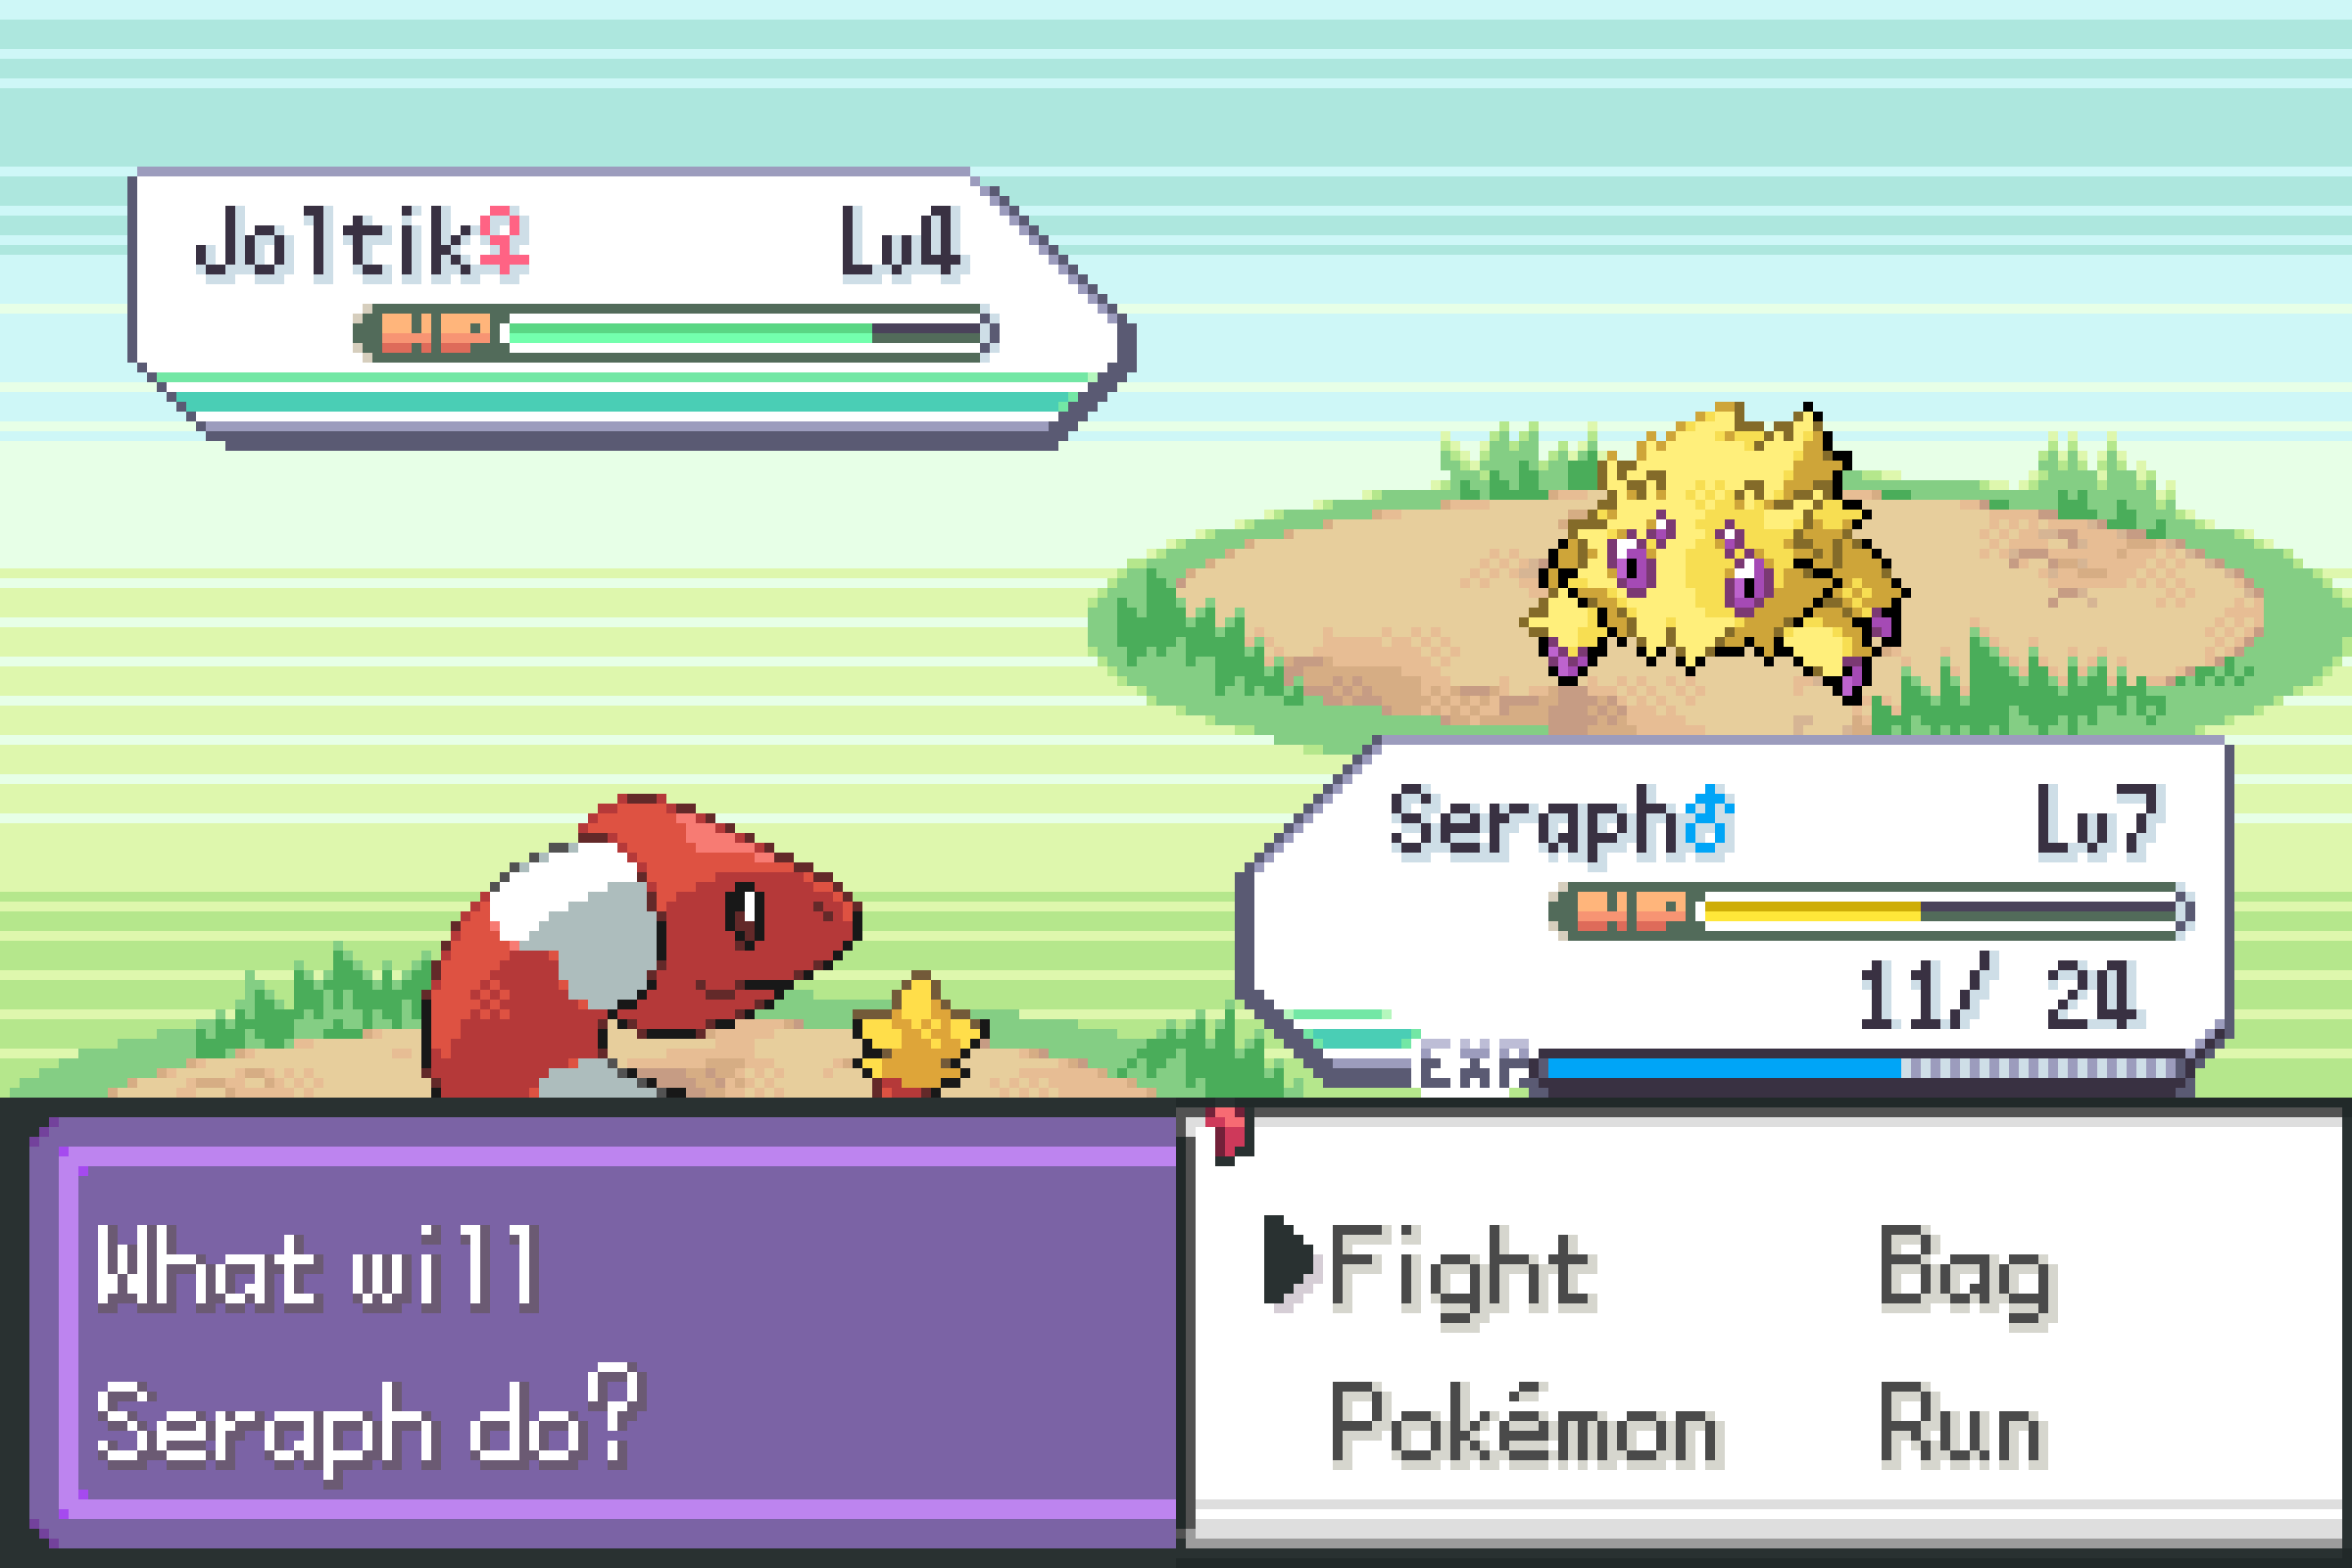 Joltik♀ Lv4
HP
Seraph♂ Lv7
HP
11/ 24
EXP
What will
Seraph do?
Fight Bag
Pokémon Run